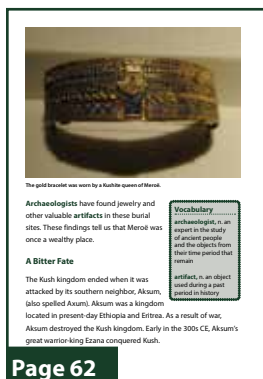 The gold bracelet was worn by a Kushite queen of Meroë.
Archaeologists have found jewelry and
other valuable artifacts in these burial
sites. These findings tell us that Meroë was
once a wealthy place.
Vocabulary
archaeologist, n. an
expert in the study
of ancient people
and the objects from
their time period that
remain
artifact, n. an object
used during a past
period in history
A Bitter Fate
The Kush kingdom ended when it was
attacked by its southern neighbor, Aksum,
(also spelled Axum). Aksum was a kingdom
located in present-day Ethiopia and Eritrea. As a result of war,
Aksum destroyed the Kush kingdom. Early in the 300s CE, Aksum's
great warrior-king Ezana conquered Kush.
Page 62